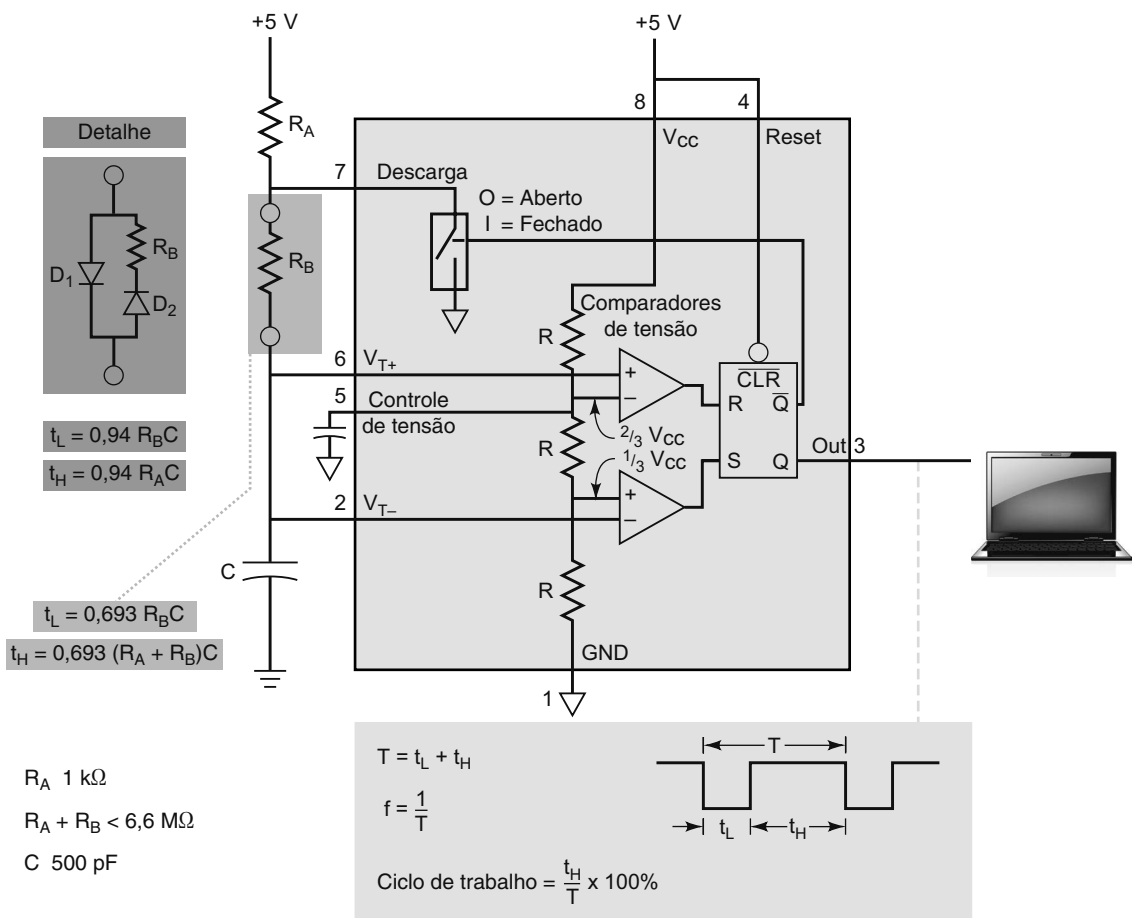 +5 V
+5 V
8
4
R_A
Detalhe
V_CC
Reset
7
Descarga
O = Aberto
I = Fechado
R_B
D_1
D_2
R_B
Comparadores
de tensão
R
6
V_T+
+
–
CLR
R
Q
5
Controle
de tensão
2/3 V_CC
t_L = 0,94 R_BC
t_H = 0,94 R_AC
R
1/3 V_CC
S
Q
Out
3
2
V_T–
+
–
C
R
t_L = 0,693 R_BC
t_H = 0,693 (R_A + R_B)C
GND
1
R_A 1 kΩ
R_A + R_B < 6,6 MΩ
C 500 pF
T = t_L + t_H
T
f = 1/T
t_L
t_H
Ciclo de trabalho = t_H/T x 100%